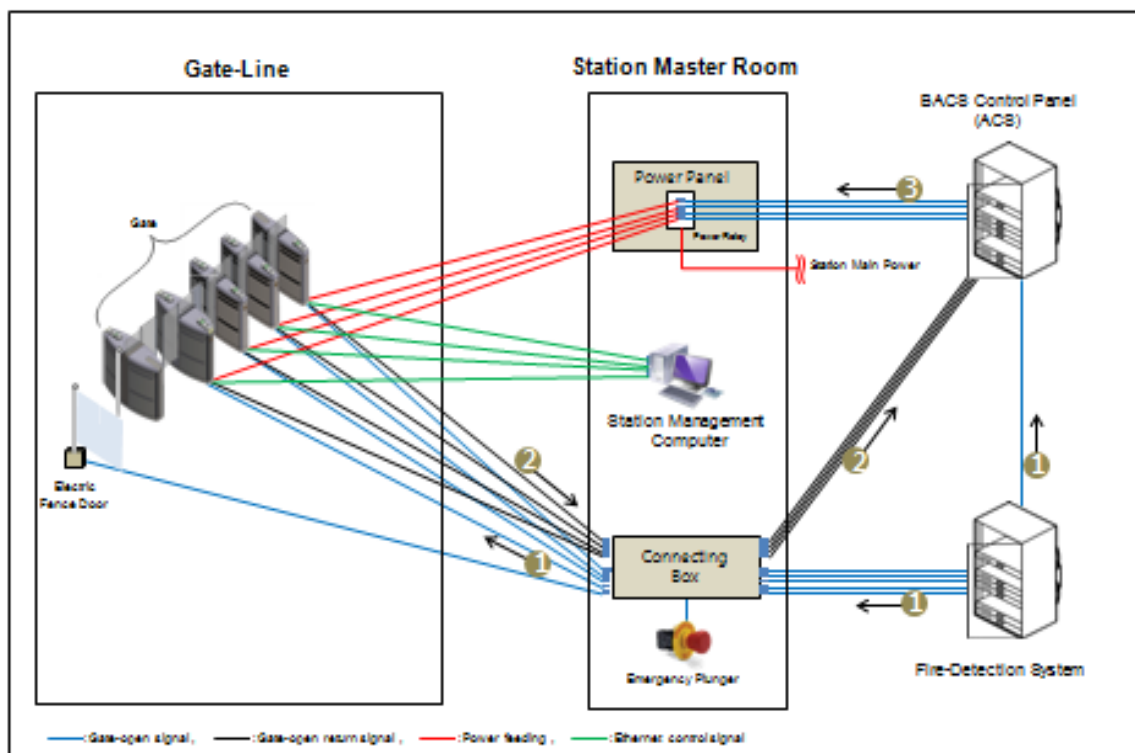 Gate-Line
Station Master Room
BACS Control Panel
(ACS)
Power Panel
3
Gate
Power Relay
Station Main Power
Station Management
Computer
2
2
1
Electric
Fence Door
1
Connecting
Box
1
Emergency Plunger
Fire-Detection System
: Gate-open signal , : Gate-open return signal , : Power feeding , : Ethernet control signal